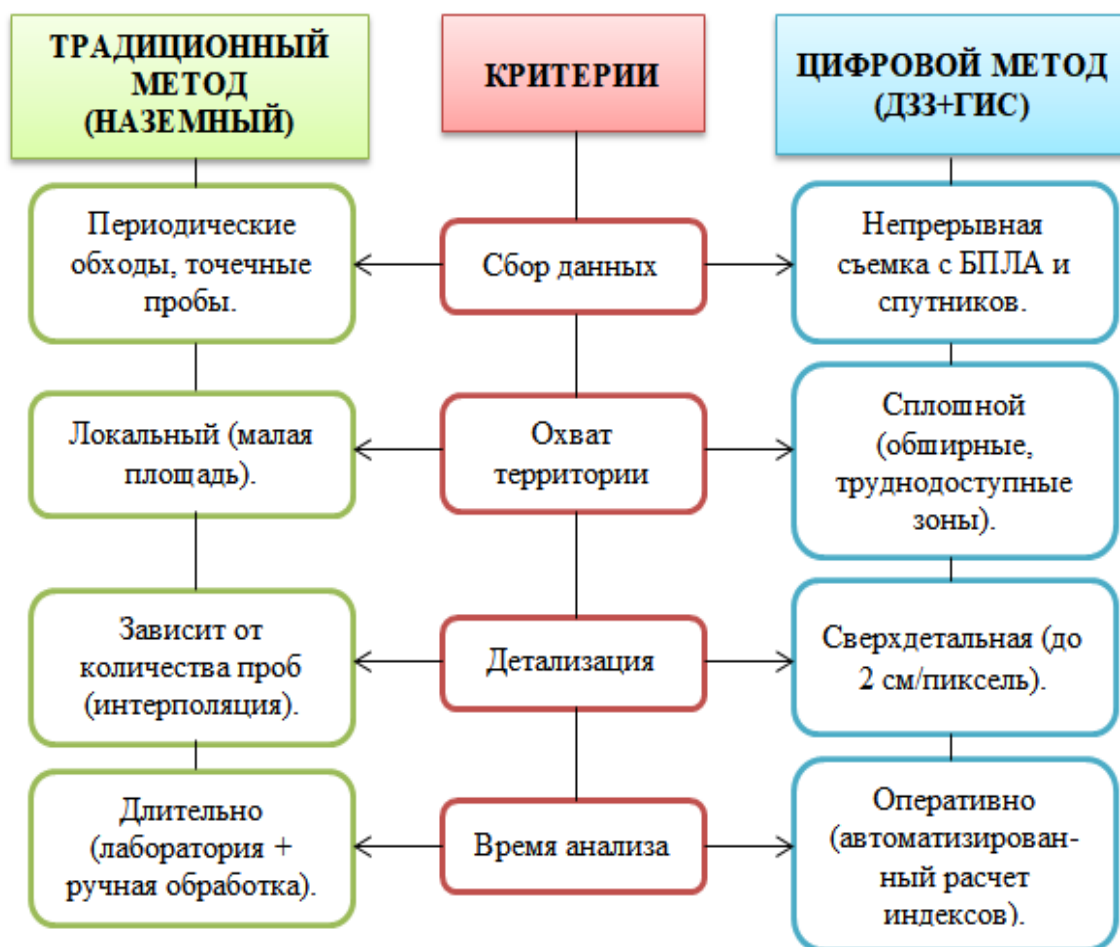 ТРАДИЦИОННЫЙ
МЕТОД
(НАЗЕМНЫЙ)
КРИТЕРИИ
ЦИФРОВОЙ МЕТОД
(ДЗЗ+ГИС)
Периодические
обходы, точечные
пробы.
Сбор данных
Непрерывная
съемка с БПЛА и
спутников.
Локальный (малая
площадь).
Охват
территории
Сплошной
(обширные,
труднодоступные
зоны).
Зависит от
количества проб
(интерполяция).
Детализация
Сверхдетальная (до
2 см/пиксель).
Длительно
(лаборатория +
ручная обработка).
Время анализа
Оперативно
(автоматизирован-
ный расчет
индексов).